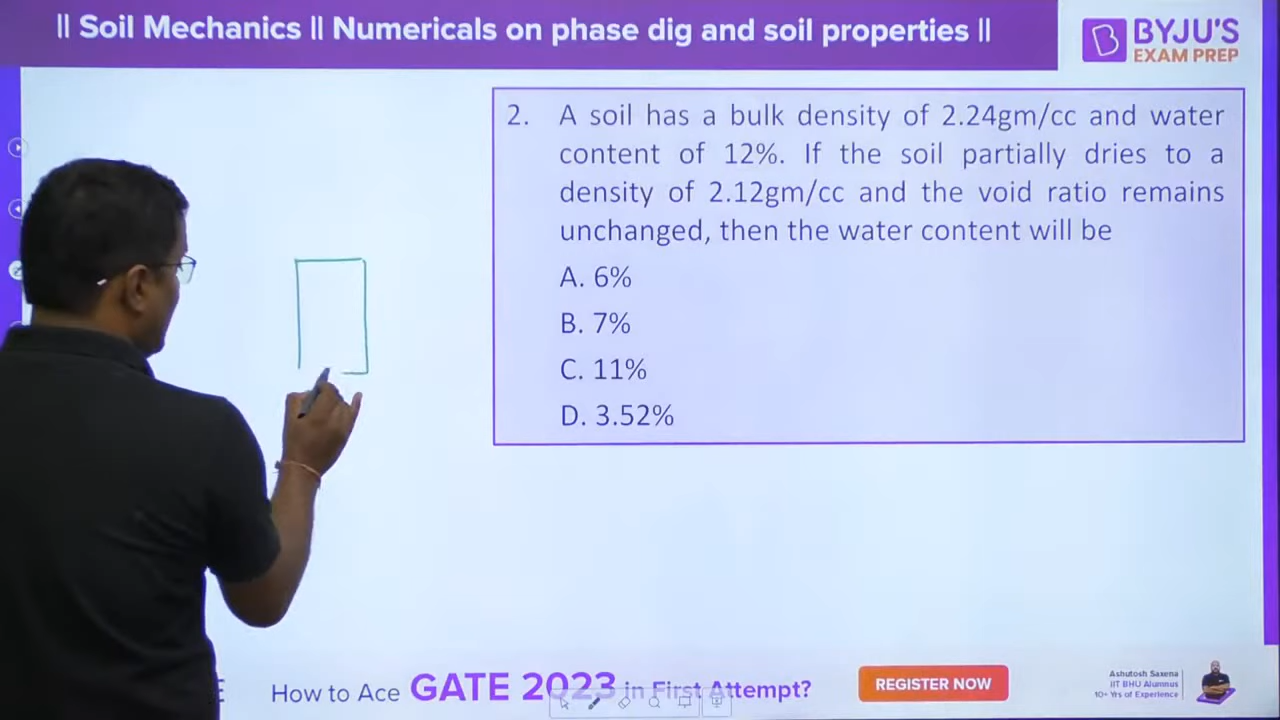 || Soil Mechanics || Numericals on phase dig and soil properties ||
BYJU'S
EXAM PREP
2. A soil has a bulk density of 2.24gm/cc and water
content of 12%. If the soil partially dries to a
density of 2.12gm/cc and the void ratio remains
unchanged, then the water content will be
A. 6%
B. 7%
C. 11%
D. 3.52%
How to Ace GATE 2023 in First Attempt?
REGISTER NOW
Ashutosh Saxena
IIT BHU Alumnus
10+ Yrs of Experience